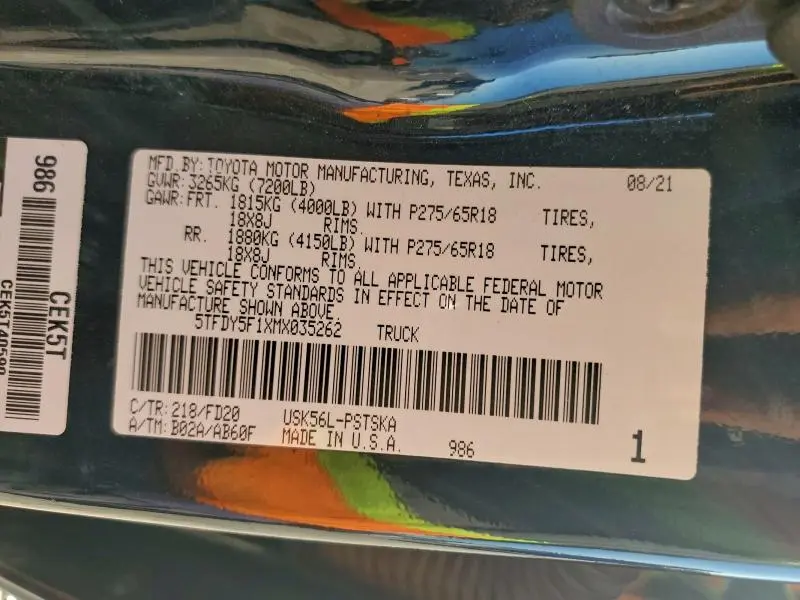 MFD.BY:TOYOTA MOTOR MANUFACTURING, TEXAS, INC. 08/21
GVWR:3265KG (7200LB)
GAWR:FRT. 1815KG (4000LB) WITH P275/65R18 TIRES,
18X8J RIMS.
RR. 1880KG (4150LB) WITH P275/65R18 TIRES,
18X8J RIMS.
THIS VEHICLE CONFORMS TO ALL APPLICABLE FEDERAL MOTOR
VEHICLE SAFETY STANDARDS IN EFFECT ON THE DATE OF
MANUFACTURE SHOWN ABOVE.
5TFDY5F1XMX035262 TRUCK
C/TR:218/FD20 USK56L-PSTSKA
A/TM:B02A/AB60F MADE IN U.S.A. 986 1
986
CEK5T